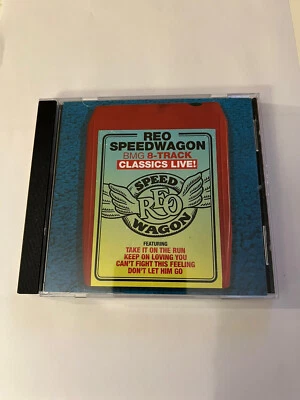 REO
SPEEDWAGON
BMG 8-TRACK
CLASSICS LIVE!
SPEED
REO
WAGON
FEATURING
TAKE IT ON THE RUN
KEEP ON LOVING YOU
CAN'T FIGHT THIS FEELING
DON'T LET HIM GO